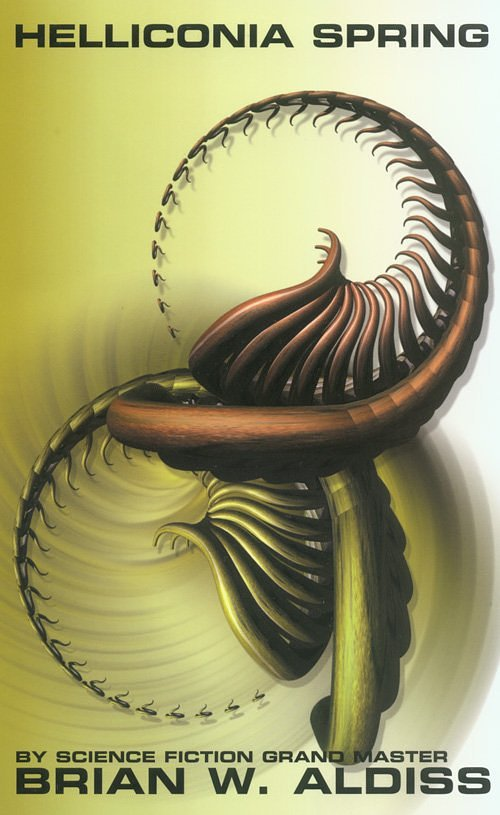 HELLICONIA SPRING
BY SCIENCE FICTION GRAND MASTER
BRIAN W. ALDISS